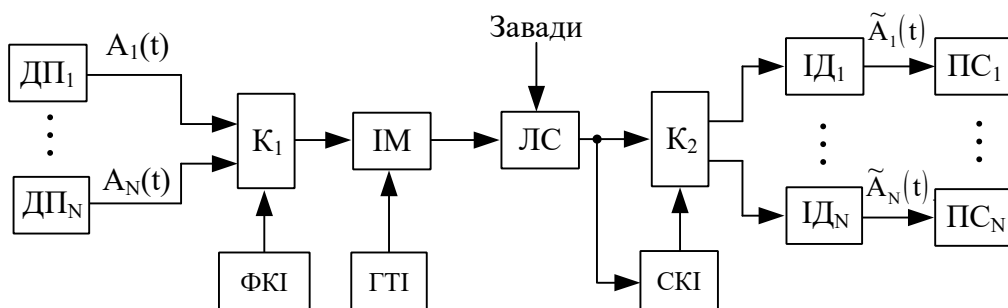 Завади
A₁(t)
Ã₁(t)
ДП₁
ІД₁
ПС₁
К₁
ІМ
ЛС
К₂
A_N(t)
Ã_N(t)
ДП_N
ІД_N
ПС_N
ФКІ
ГТІ
СКІ